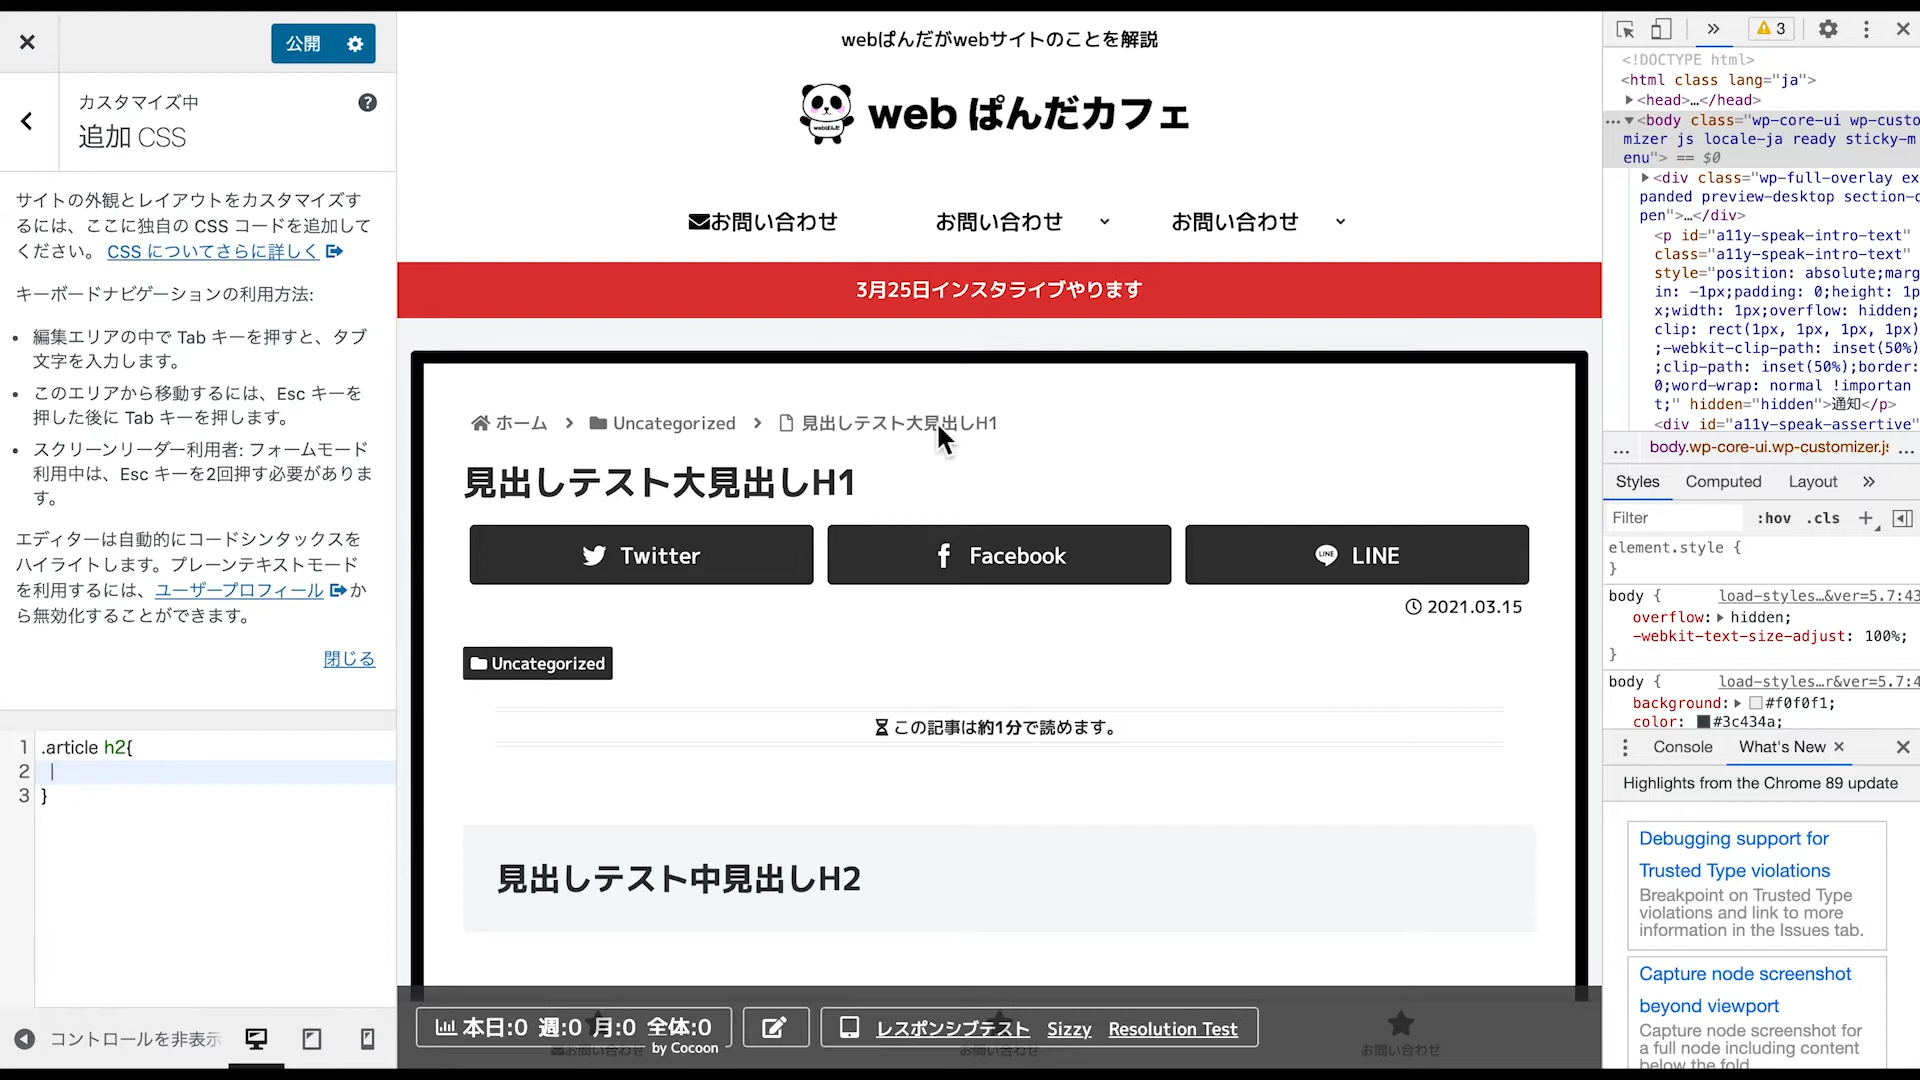 公開
カスタマイズ中
追加 CSS
サイトの外観とレイアウトをカスタマイズす
るには、ここに独自の CSS コードを追加して
ください。 CSS についてさらに詳しく
キーボードナビゲーションの利用方法:
編集エリアの中で Tab キーを押すと、タブ
文字を入力します。
このエリアから移動するには、Esc キーを
押した後に Tab キーを押します。
スクリーンリーダー利用者: フォームモード
利用中は、Esc キーを2回押す必要がありま
す。
エディターは自動的にコードシンタックスを
ハイライトします。プレーンテキストモード
を利用するには、ユーザープロフィール から
無効化することができます。
閉じる
1 .article h2{
2
3 }
コントロールを非表示
webぱんだがwebサイトのことを解説
web ぱんだカフェ
お問い合わせ お問い合わせ お問い合わせ
3月25日インスタライブやります
ホーム > Uncategorized > 見出しテスト大見出しH1
見出しテスト大見出しH1
Twitter Facebook LINE
2021.03.15
Uncategorized
この記事は約1分で読めます。
見出しテスト中見出しH2
本日:0 週:0 月:0 全体:0
by Cocoon
レスポンシブテスト Sizzy Resolution Test
お問い合わせ お問い合わせ お問い合わせ
3
<!DOCTYPE html>
<html class lang="ja">
<head>…</head>
<body class="wp-core-ui wp-custo
mizer js locale-ja ready sticky-m
enu"> == $0
<div class="wp-full-overlay ex
panded preview-desktop section-o
pen">…</div>
<p id="a11y-speak-intro-text"
class="a11y-speak-intro-text"
style="position: absolute;marg
in: -1px;padding: 0;height: 1p
x;width: 1px;overflow: hidden;
clip: rect(1px, 1px, 1px, 1px)
;-webkit-clip-path: inset(50%)
;clip-path: inset(50%);border:
0;word-wrap: normal !importan
t;" hidden="hidden">通知</p>
<div id="a11y-speak-assertive"
... body.wp-core-ui.wp-customizer.js ...
Styles Computed Layout »
Filter :hov .cls +
element.style {
}
body { load-styles…&ver=5.7:43
overflow: hidden;
-webkit-text-size-adjust: 100%;
}
body { load-styles…r&ver=5.7:4
background: #f0f0f1;
color: #3c434a;
Console What's New ×
Highlights from the Chrome 89 update
Debugging support for
Trusted Type violations
Breakpoint on Trusted Type
violations and link to more
information in the Issues tab.
Capture node screenshot
beyond viewport
Capture node screenshot for
a full node including content
below the fold.